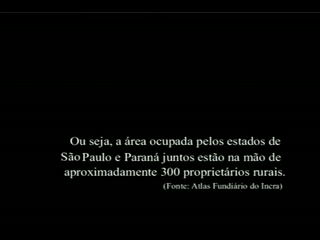 Ou seja, a área ocupada pelos estados de
São Paulo e Paraná juntos estão na mão de
aproximadamente 300 proprietários rurais.
(Fonte: Atlas Fundiário do Incra)